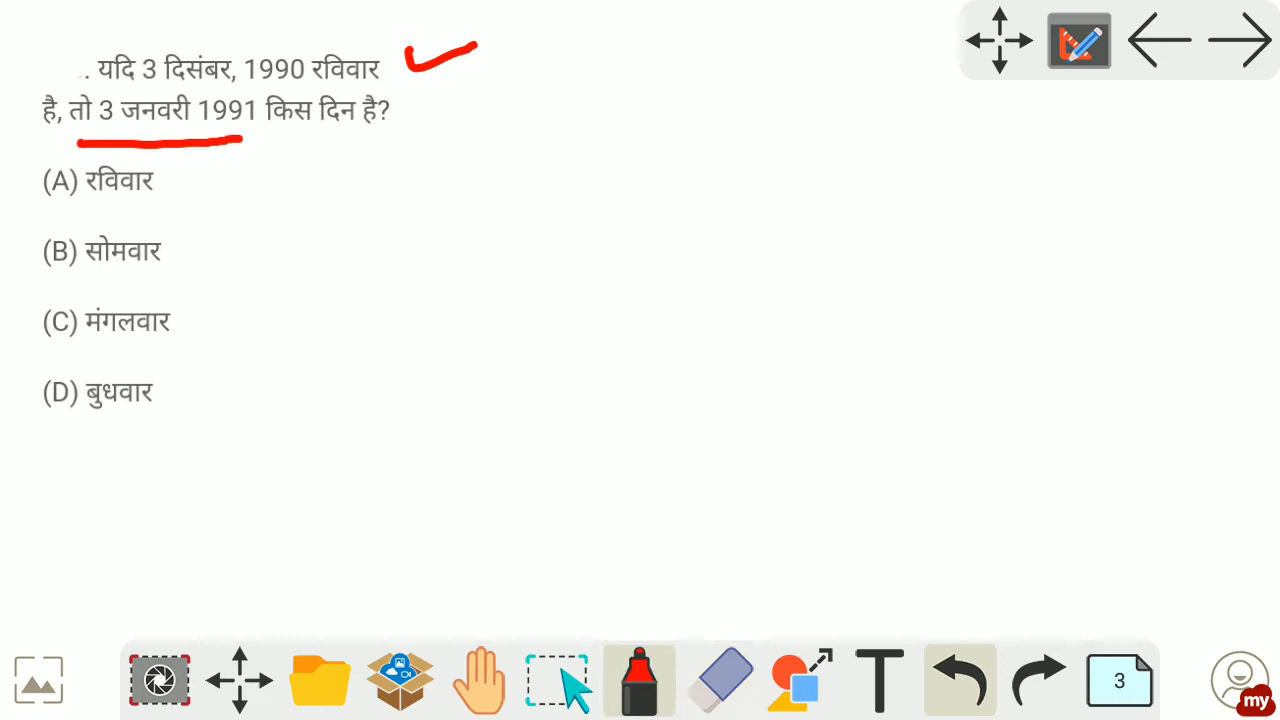 . यदि 3 दिसंबर, 1990 रविवार
है, तो 3 जनवरी 1991 किस दिन है?
(A) रविवार
(B) सोमवार
(C) मंगलवार
(D) बुधवार
T
3
my